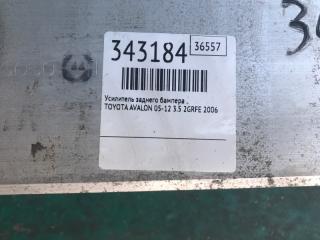 343184
36557
Усилитель заднего бампера ,
TOYOTA AVALON 05-12 3.5 2GRFE 2006